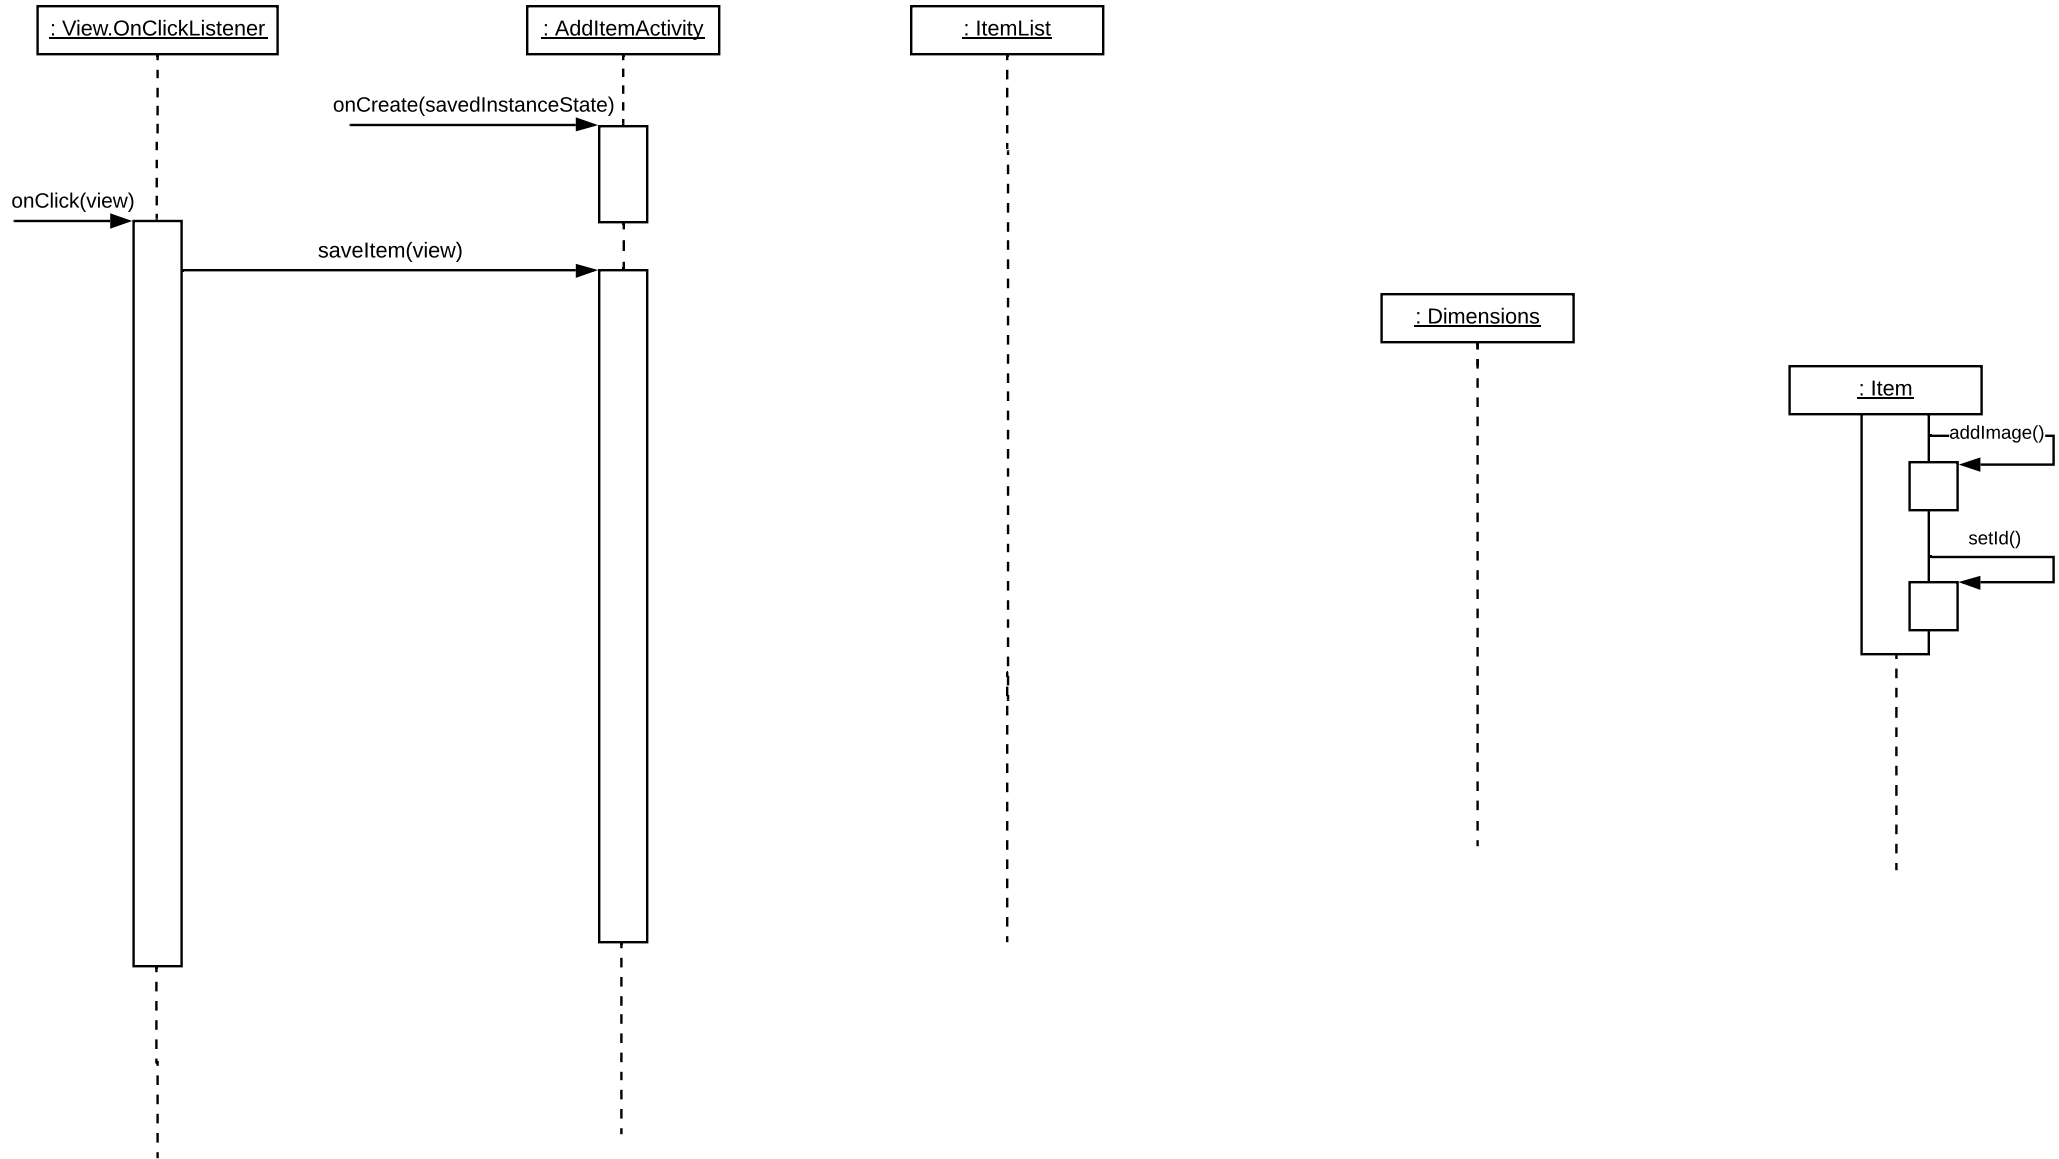 : View.OnClickListener
: AddItemActivity
: ItemList
onCreate(savedInstanceState)
onClick(view)
saveItem(view)
: Dimensions
: Item
addImage()
setId()